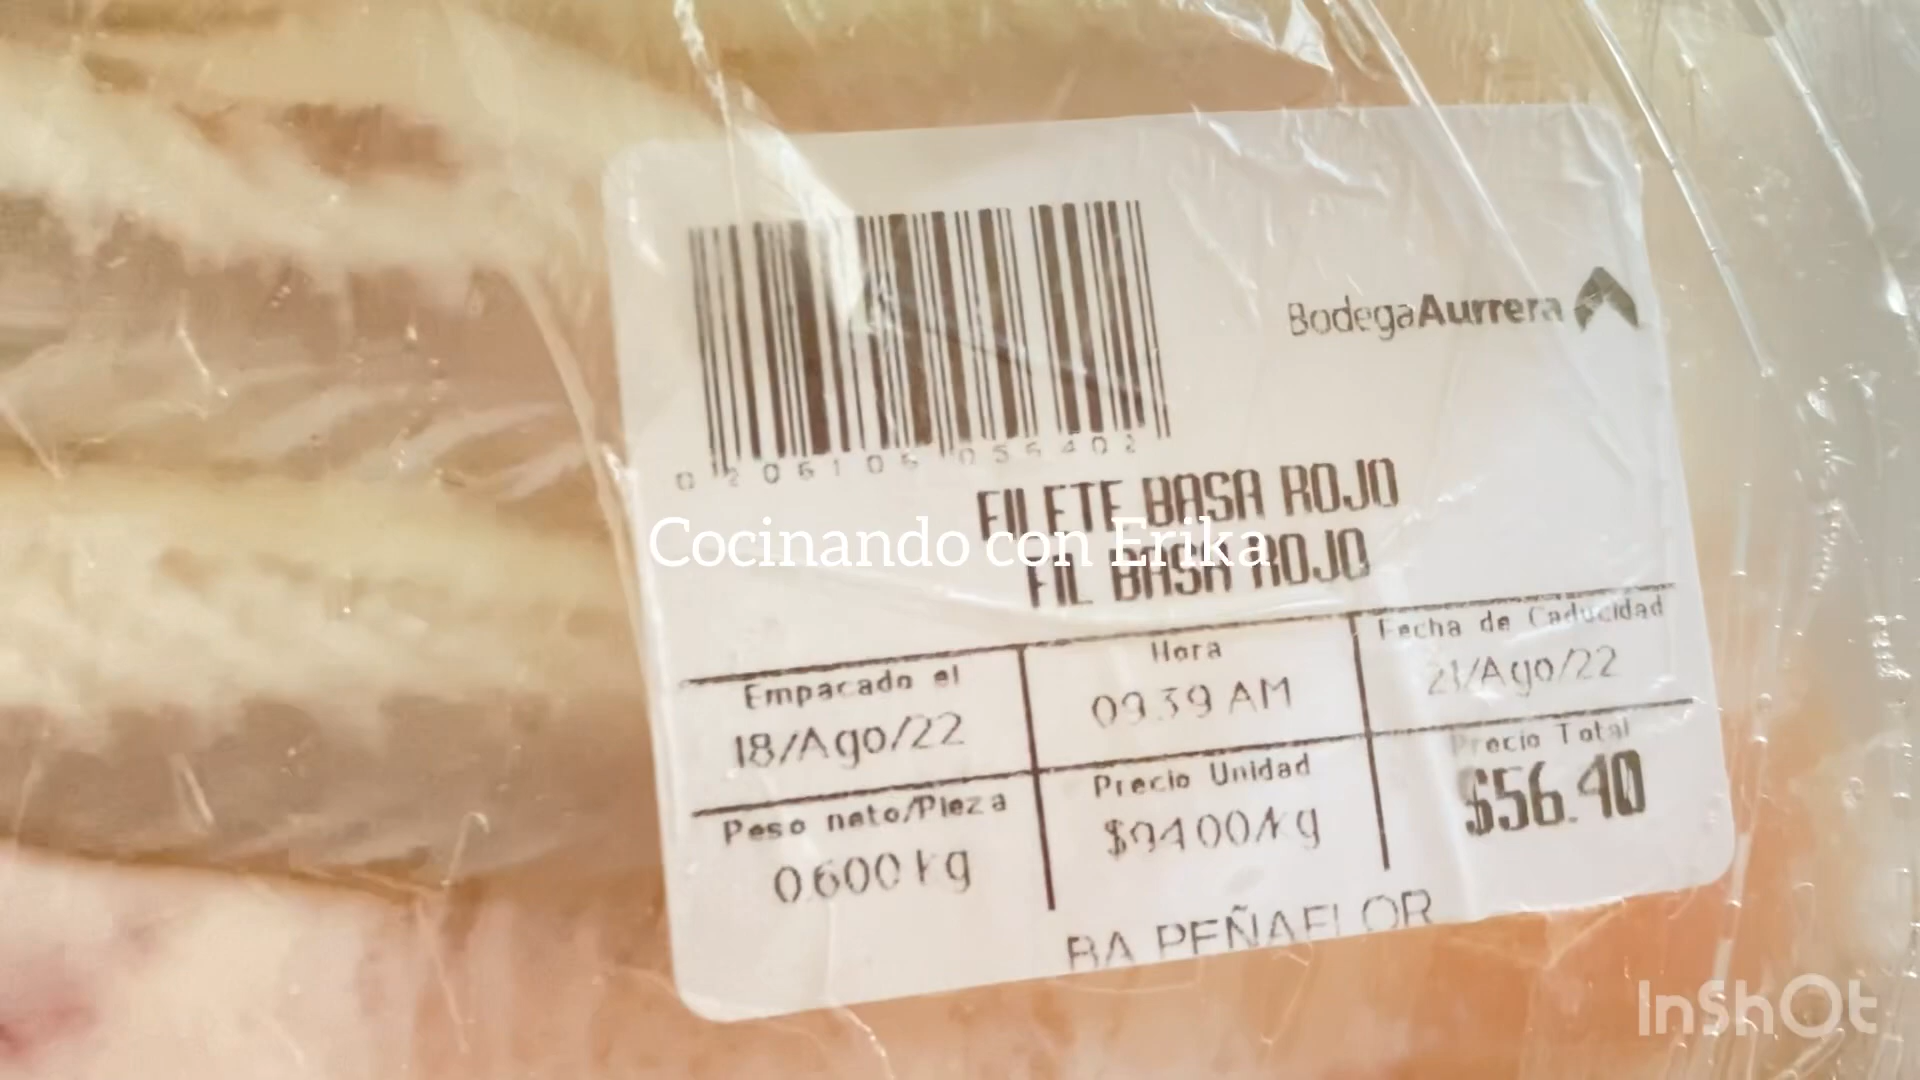 BodegaAurrera
0 206105 056402
FILETE BASA ROJO
Cocinando con Erika
FIL BASA ROJO
Empacado el
18/Ago/22
Hora
09:39 AM
Fecha de Caducidad
21/Ago/22
Peso neto/Pieza
0.600 kg
Precio Unidad
$94.00/kg
Precio Total
$56.40
BA PEÑAFLOR
InShOt